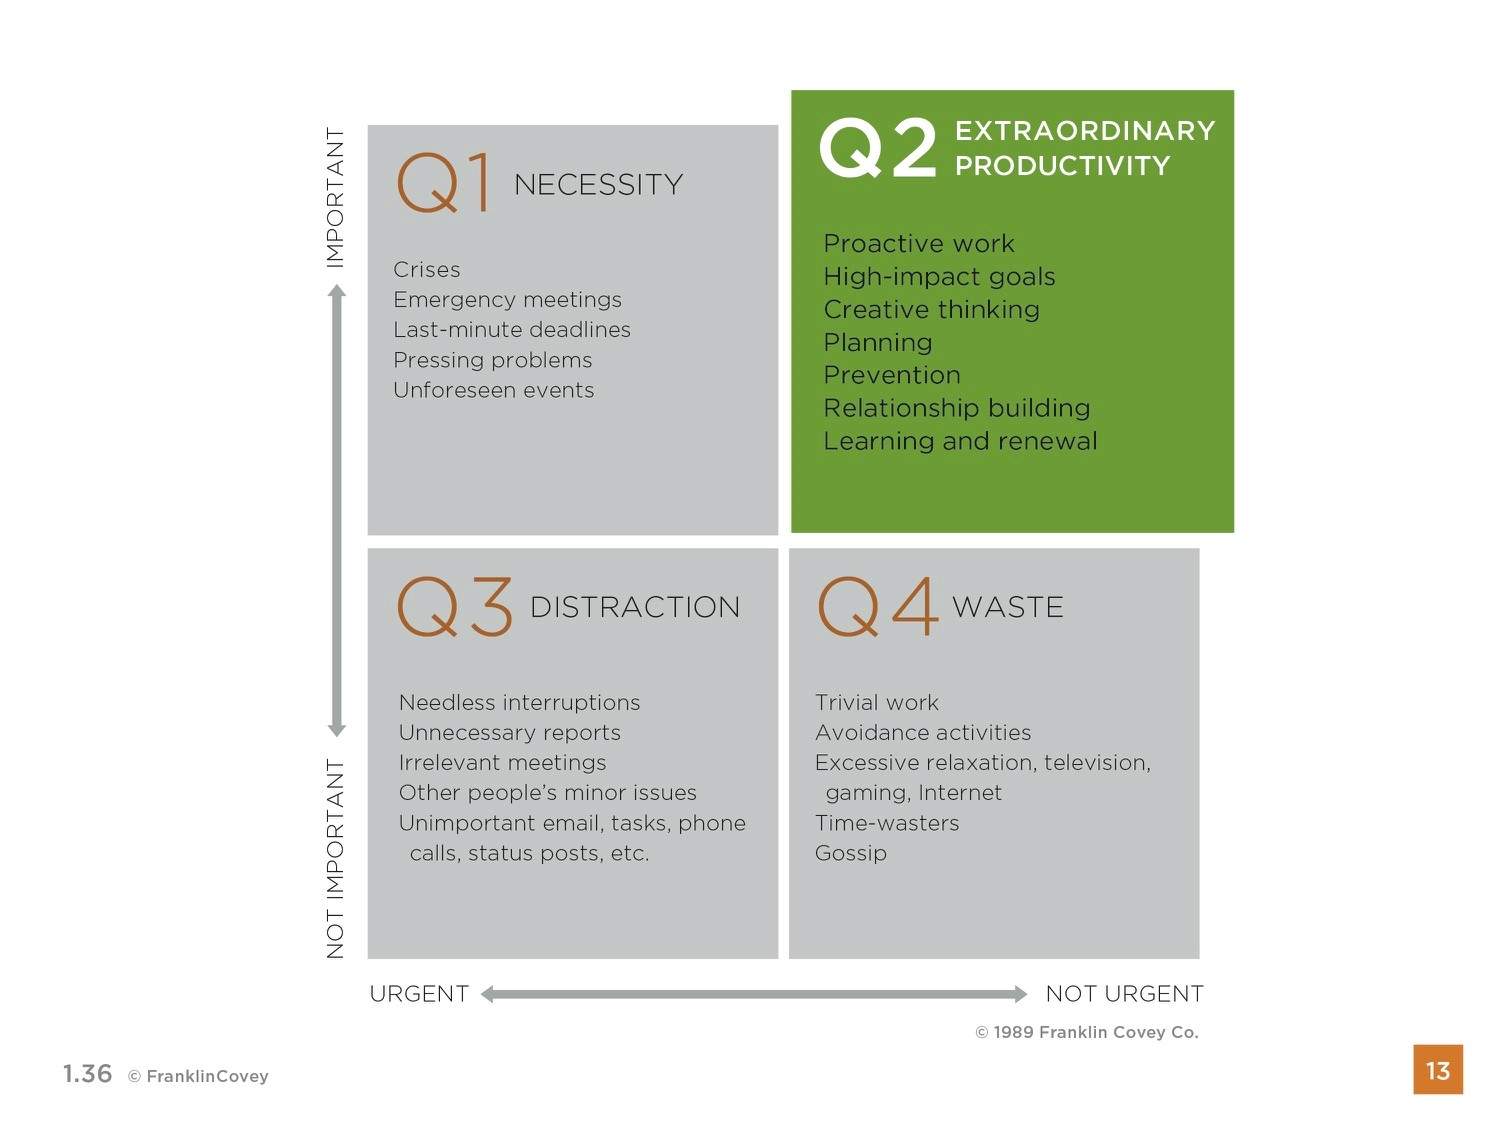 IMPORTANT
Q1 NECESSITY
Crises
Emergency meetings
Last-minute deadlines
Pressing problems
Unforeseen events
Q2 EXTRAORDINARY
PRODUCTIVITY
Proactive work
High-impact goals
Creative thinking
Planning
Prevention
Relationship building
Learning and renewal
NOT IMPORTANT
Q3 DISTRACTION
Needless interruptions
Unnecessary reports
Irrelevant meetings
Other people’s minor issues
Unimportant email, tasks, phone
calls, status posts, etc.
Q4 WASTE
Trivial work
Avoidance activities
Excessive relaxation, television,
gaming, Internet
Time-wasters
Gossip
URGENT
NOT URGENT
© 1989 Franklin Covey Co.
1.36 © FranklinCovey
13